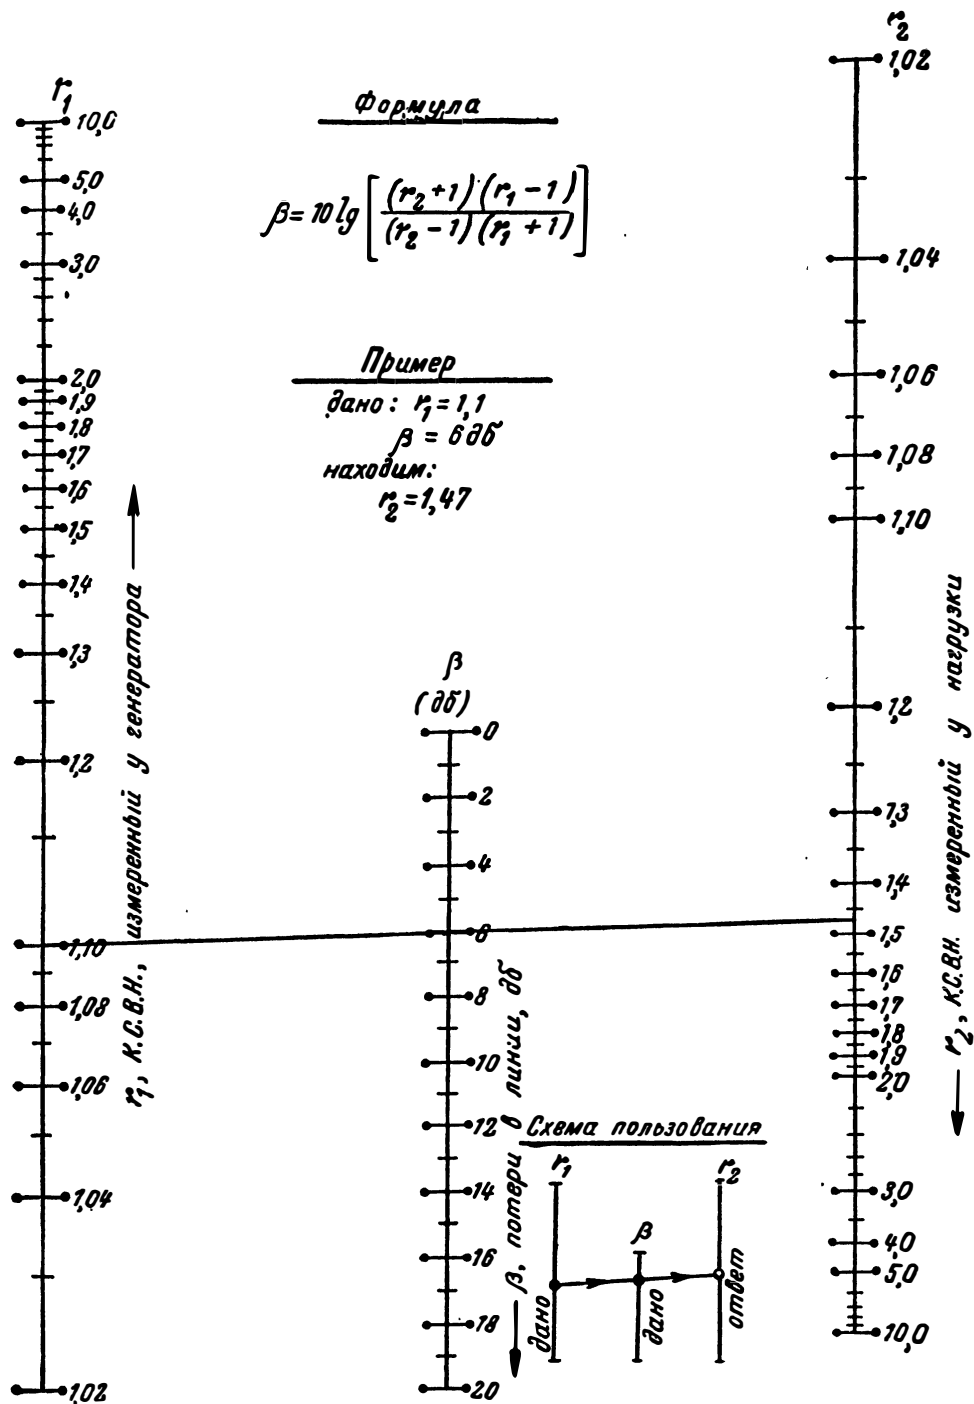 r₁
10,0
5,0
4,0
3,0
2,0
1,9
1,8
1,7
1,6
1,5
1,4
1,3
1,2
1,10
1,08
1,06
1,04
1,02
r₁, К.С.В.Н., измеренный у генератора
Формула
β = 10 lg [ (r₂ + 1) (r₁ − 1) / (r₂ − 1) (r₁ + 1) ]
Пример
дано: r₁ = 1,1
β = 6 дб
находим:
r₂ = 1,47
β
(дб)
0
2
4
6
8
10
12
14
16
18
20
β, потери в линии, дб
Схема пользования
r₁
β
r₂
дано
дано
ответ
r₂
1,02
1,04
1,06
1,08
1,10
1,2
1,3
1,4
1,5
1,6
1,7
1,8
1,9
2,0
3,0
4,0
5,0
10,0
r₂, К.С.В.Н. измеренный у нагрузки